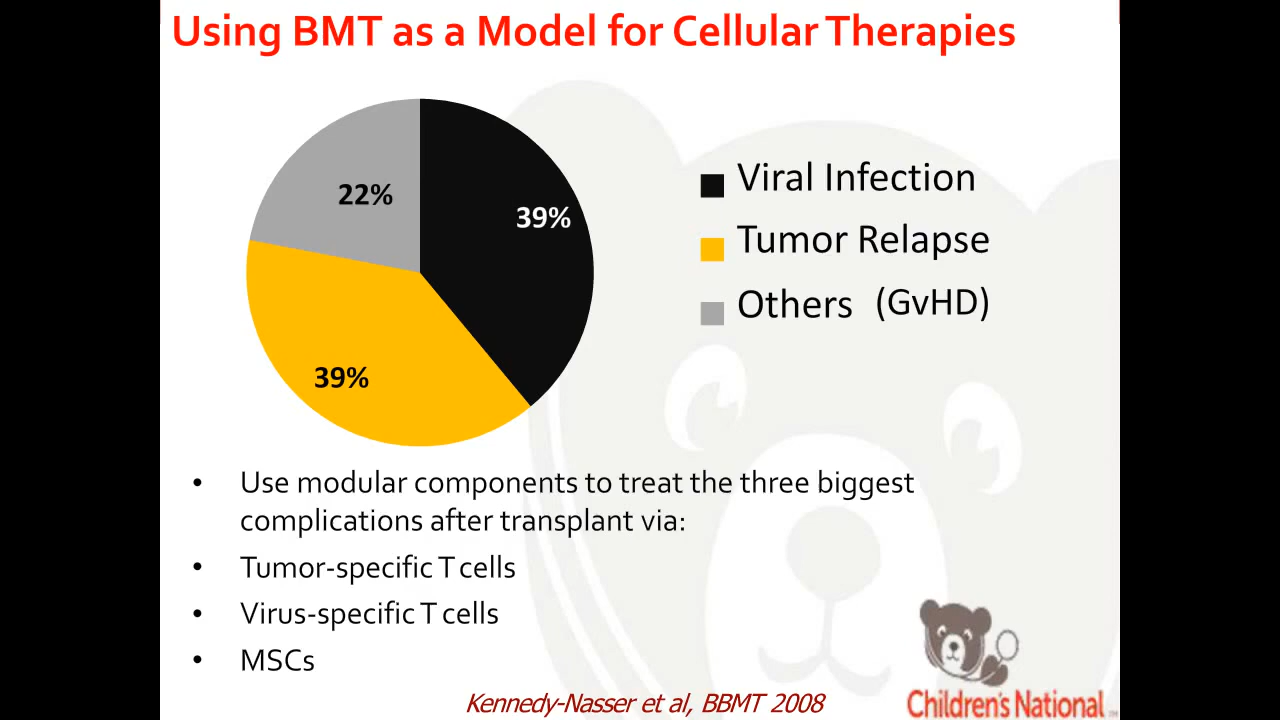 Using BMT as a Model for Cellular Therapies
22%
39%
39%
Viral Infection
Tumor Relapse
Others (GvHD)
• Use modular components to treat the three biggest
complications after transplant via:
• Tumor-specific T cells
• Virus-specific T cells
• MSCs
Kennedy-Nasser et al, BBMT 2008
Children's National